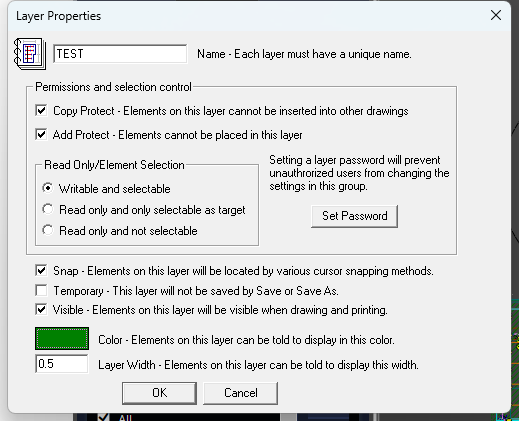 Layer Properties
TEST
Name - Each layer must have a unique name.
Permissions and selection control
Copy Protect - Elements on this layer cannot be inserted into other drawings
Add Protect - Elements cannot be placed in this layer
Read Only/Element Selection
Writable and selectable
Read only and only selectable as target
Read only and not selectable
Setting a layer password will prevent
unauthrorized users from changing the
settings in this group.
Set Password
Snap - Elements on this layer will be located by various cursor snapping methods.
Temporary - This layer will not be saved by Save or Save As.
Visible - Elements on this layer will be visible when drawing and printing.
Color - Elements on this layer can be told to display in this color.
0.5
Layer Width - Elements on this layer can be told to display this width.
OK
Cancel
All